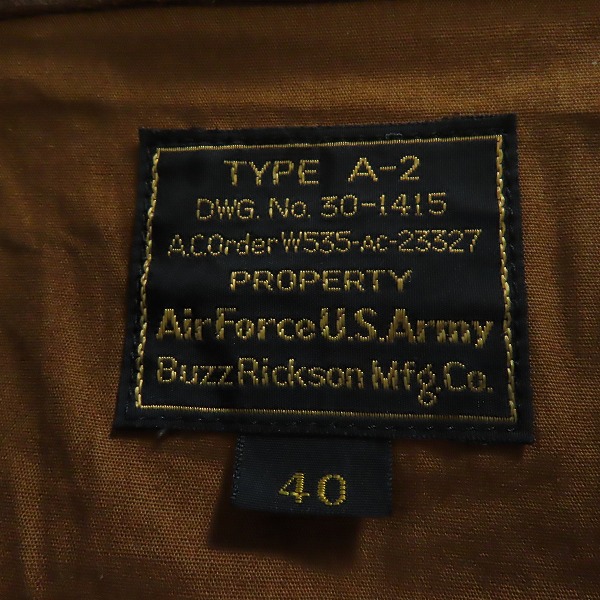 TYPE A-2
DWG. No. 30-1415
A.C.Order W535-AC-23327
PROPERTY
Air Force U.S. Army
Buzz Rickson Mfg. Co.
40